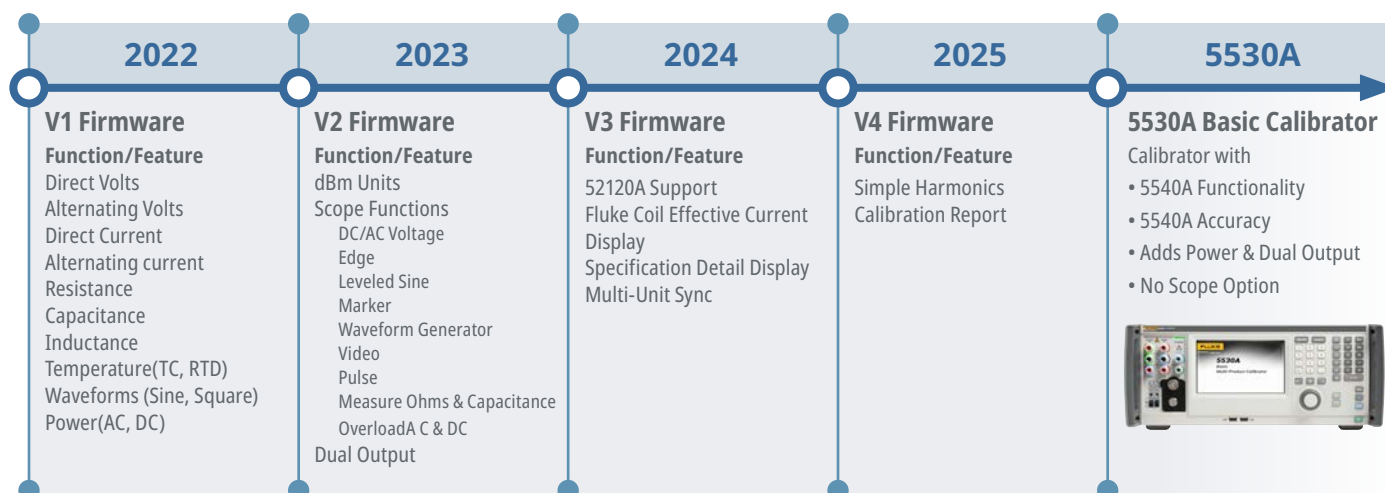 2022
2023
2024
2025
5530A
V1 Firmware
Function/Feature
Direct Volts
Alternating Volts
Direct Current
Alternating current
Resistance
Capacitance
Inductance
Temperature(TC, RTD)
Waveforms (Sine, Square)
Power(AC, DC)
V2 Firmware
Function/Feature
dBm Units
Scope Functions
DC/AC Voltage
Edge
Leveled Sine
Marker
Waveform Generator
Video
Pulse
Measure Ohms & Capacitance
OverloadA C & DC
Dual Output
V3 Firmware
Function/Feature
52120A Support
Fluke Coil Effective Current
Display
Specification Detail Display
Multi-Unit Sync
V4 Firmware
Function/Feature
Simple Harmonics
Calibration Report
5530A Basic Calibrator
Calibrator with
• 5540A Functionality
• 5540A Accuracy
• Adds Power & Dual Output
• No Scope Option
FLUKE
5530A
Basic
Multi-Product Calibrator